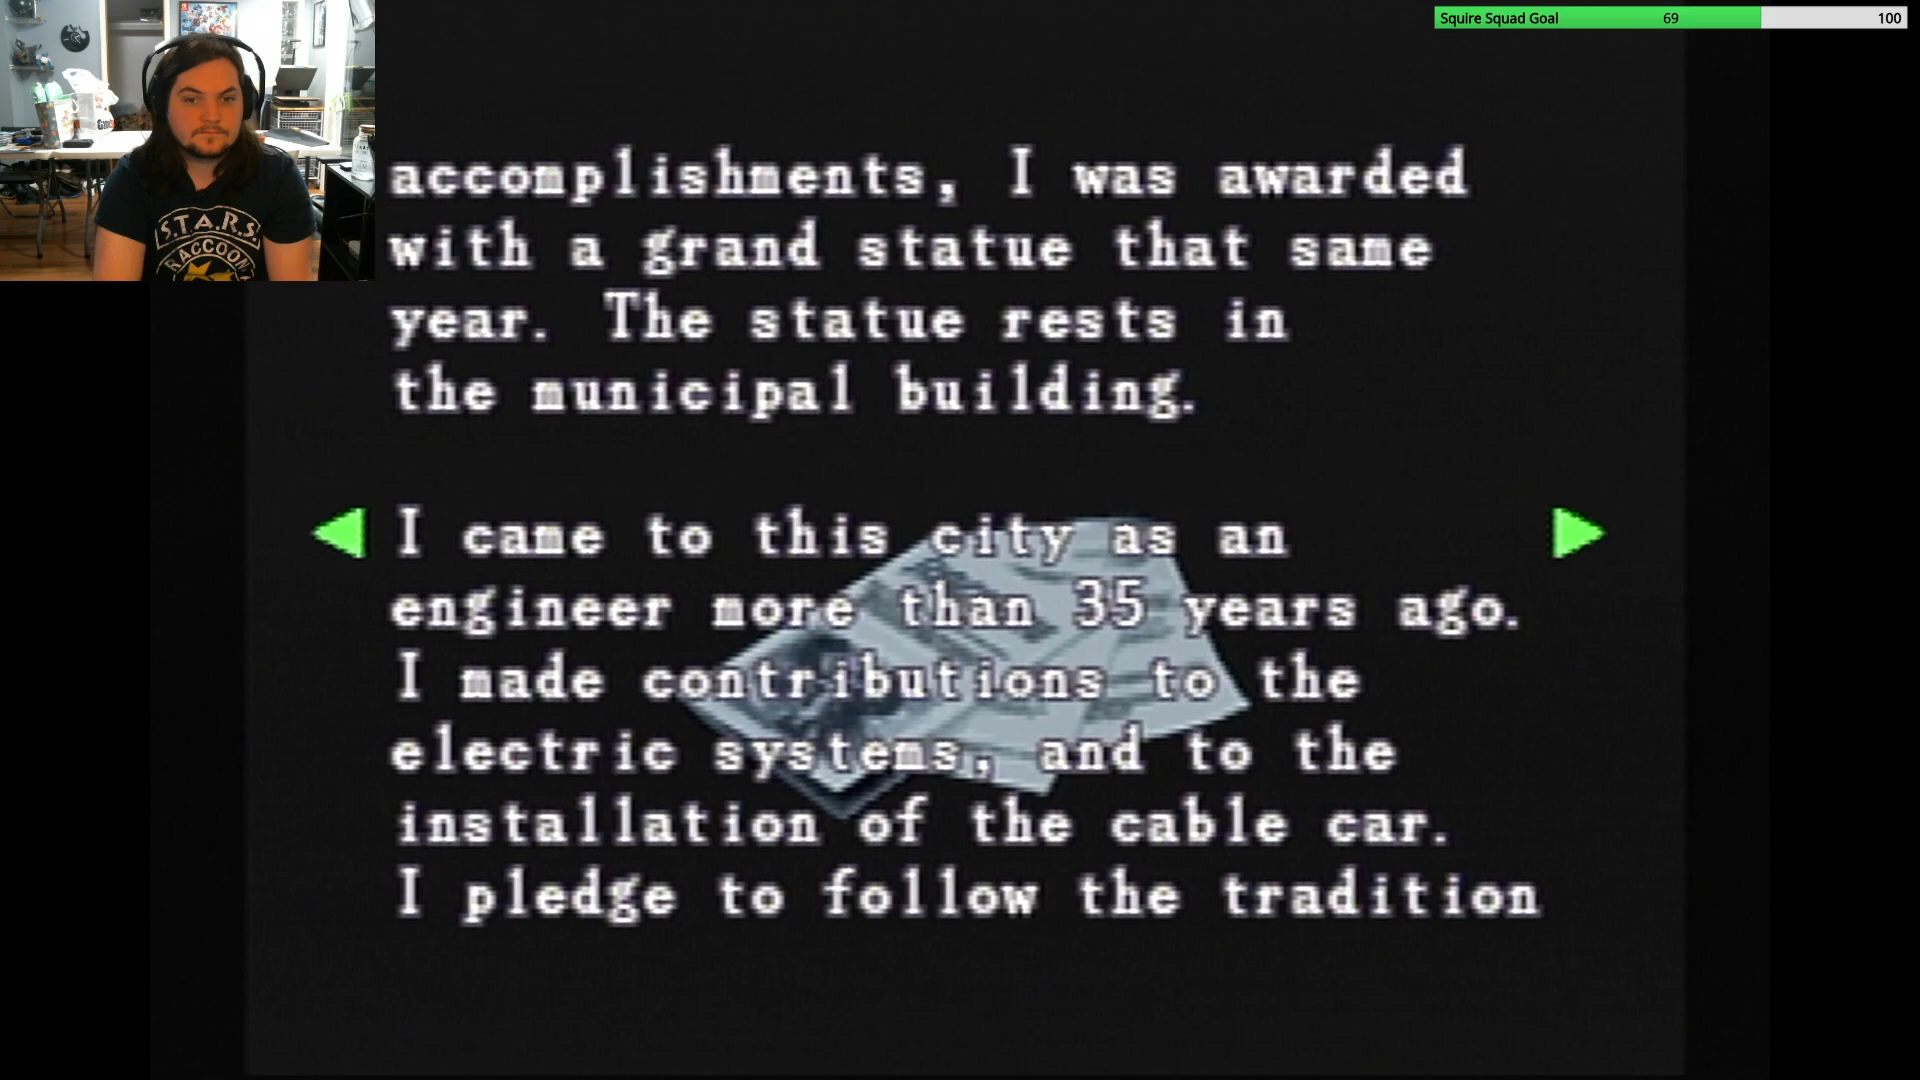 Squire Squad Goal 69 100
S.T.A.R.S.
RACCOON
accomplishments, I was awarded
with a grand statue that same
year. The statue rests in
the municipal building.
I came to this city as an
engineer more than 35 years ago.
I made contributions to the
electric systems, and to the
installation of the cable car.
I pledge to follow the tradition